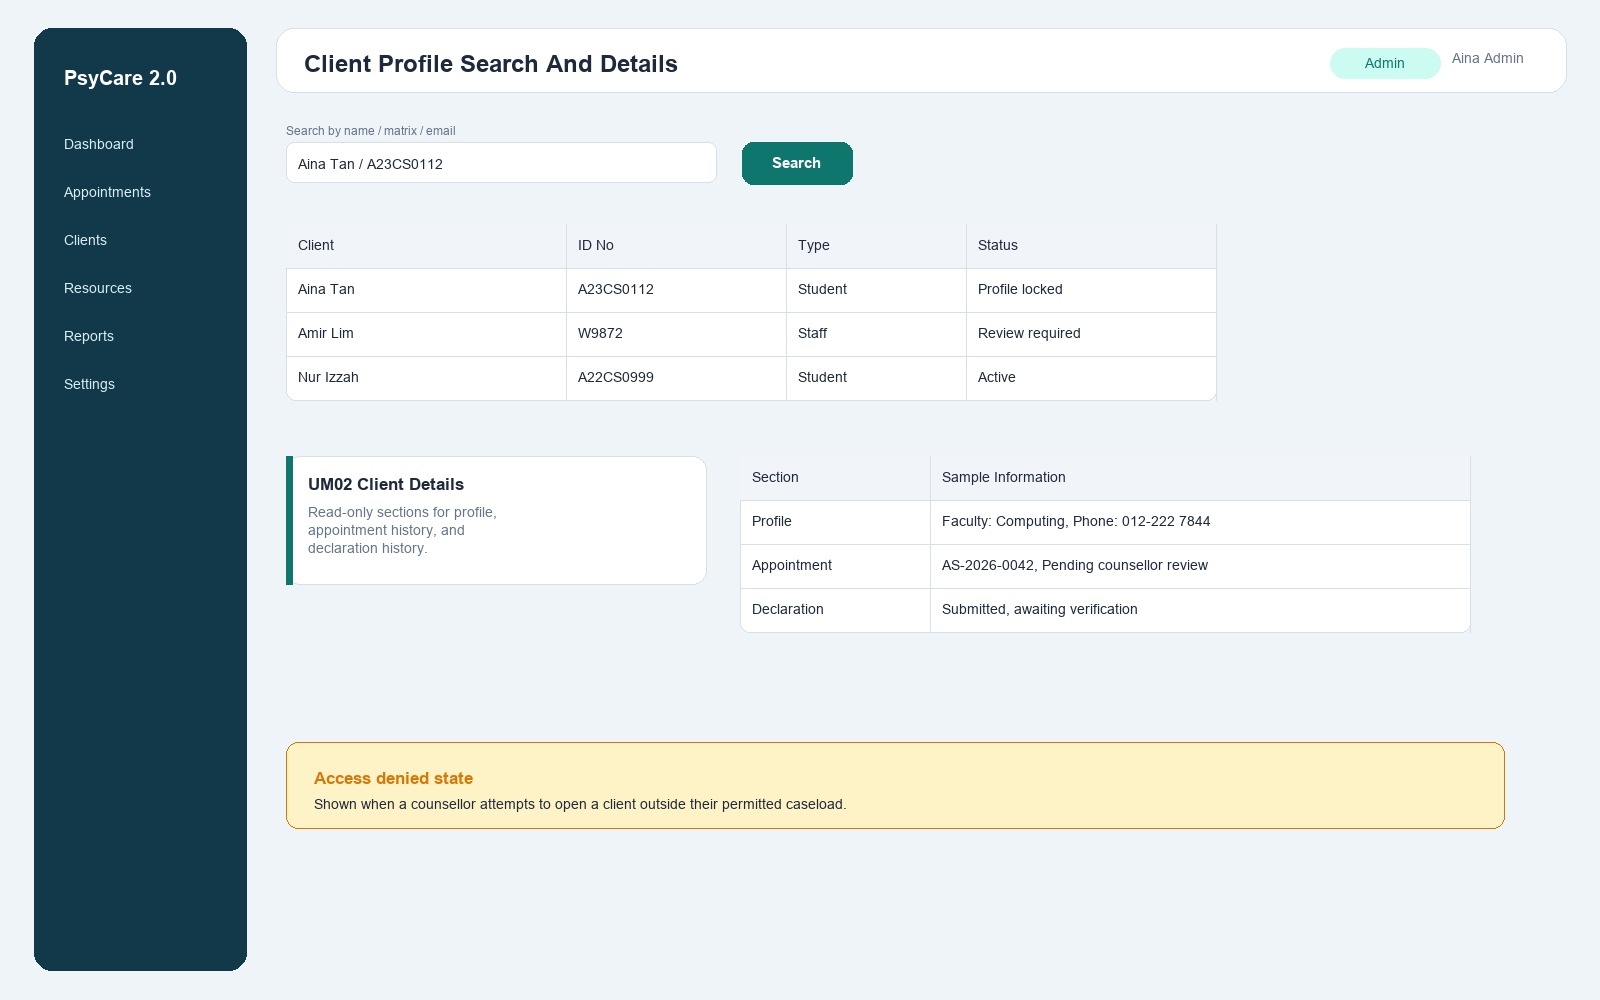 PsyCare 2.0
Dashboard
Appointments
Clients
Resources
Reports
Settings
Client Profile Search And Details
Admin
Aina Admin
Search by name / matrix / email
Aina Tan / A23CS0112
Search
Client ID No Type Status
Aina Tan A23CS0112 Student Profile locked
Amir Lim W9872 Staff Review required
Nur Izzah A22CS0999 Student Active
UM02 Client Details
Read-only sections for profile,
appointment history, and
declaration history.
Section Sample Information
Profile Faculty: Computing, Phone: 012-222 7844
Appointment AS-2026-0042, Pending counsellor review
Declaration Submitted, awaiting verification
Access denied state
Shown when a counsellor attempts to open a client outside their permitted caseload.